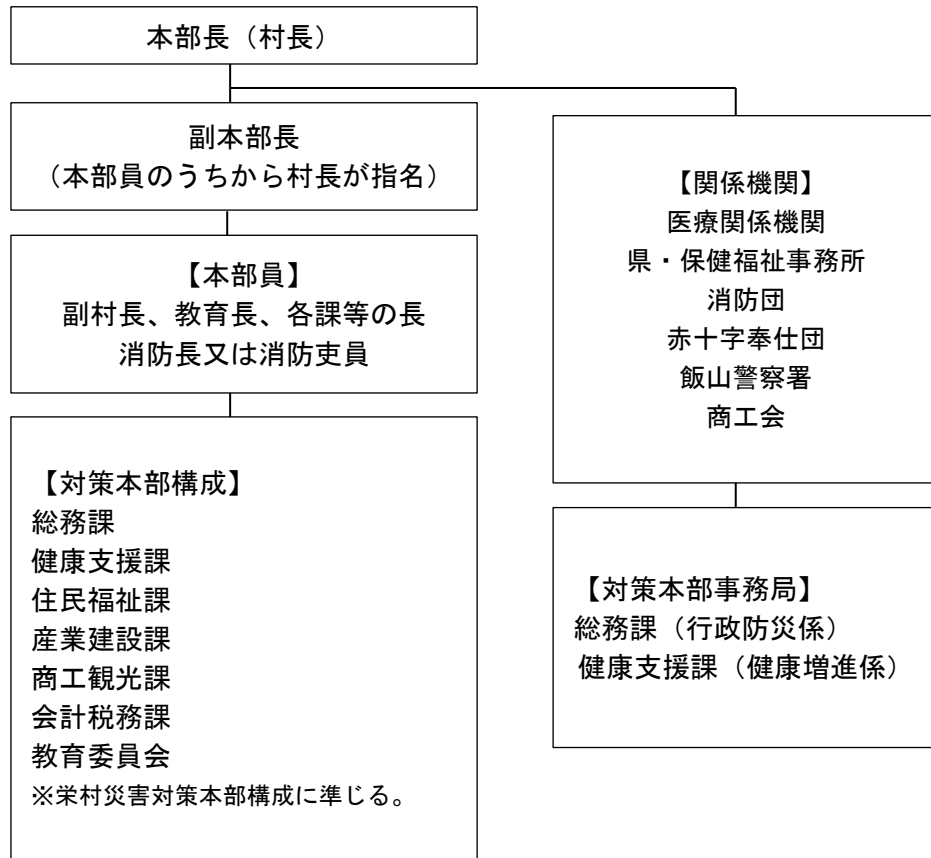 本部長（村長）
副本部長
（本部員のうちから村長が指名）
【本部員】
副村長、教育長、各課等の長
消防長又は消防吏員
【対策本部構成】
総務課
健康支援課
住民福祉課
産業建設課
商工観光課
会計税務課
教育委員会
※栄村災害対策本部構成に準じる。
【関係機関】
医療関係機関
県・保健福祉事務所
消防団
赤十字奉仕団
飯山警察署
商工会
【対策本部事務局】
総務課（行政防災係）
健康支援課（健康増進係）